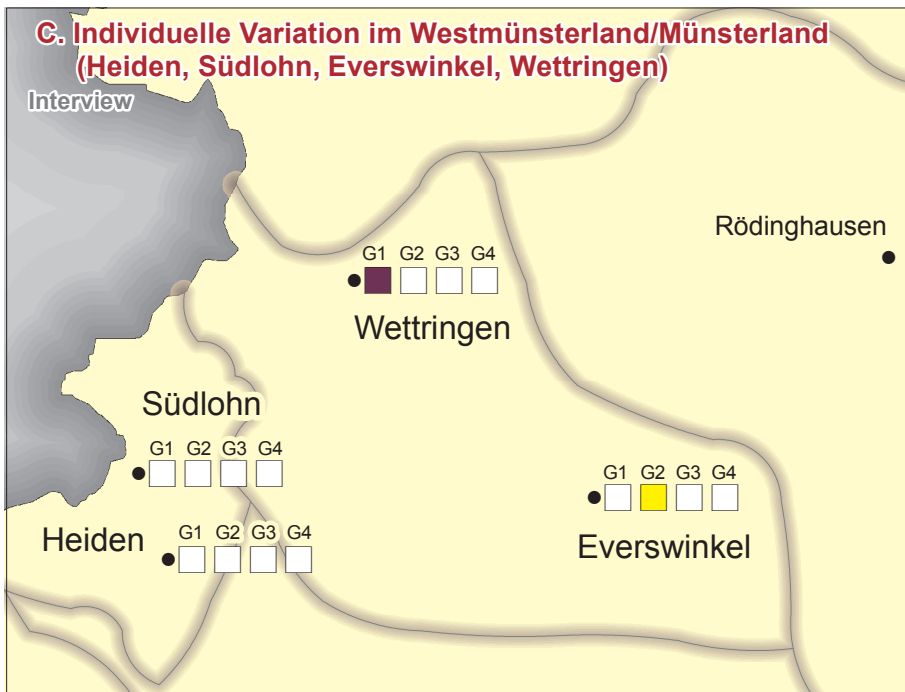 C. Individuelle Variation im Westmünsterland/Münsterland
(Heiden, Südlohn, Everswinkel, Wettringen)
Interview
Rödinghausen
G1 G2 G3 G4
Wettringen
Südlohn
G1 G2 G3 G4
G1 G2 G3 G4
Everswinkel
Heiden
G1 G2 G3 G4